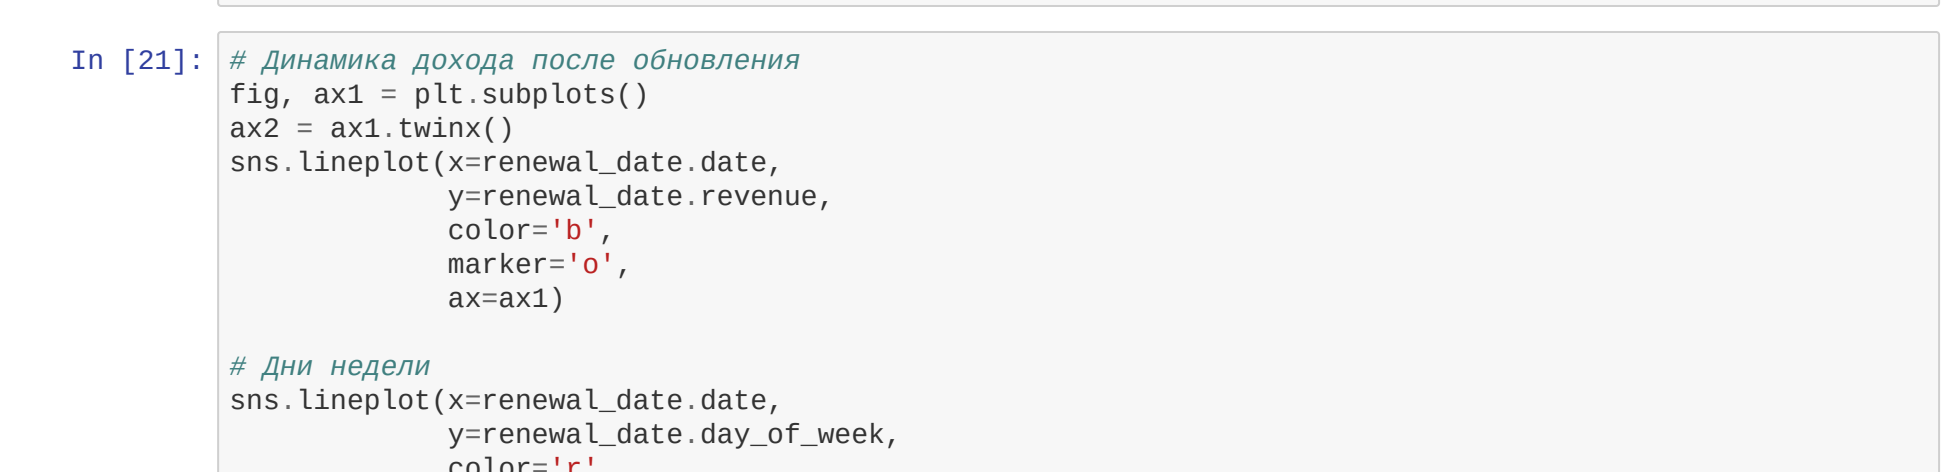 In [21]: # Динамика дохода после обновления
fig, ax1 = plt.subplots()
ax2 = ax1.twinx()
sns.lineplot(x=renewal_date.date,
             y=renewal_date.revenue,
             color='b',
             marker='o',
             ax=ax1)

# Дни недели
sns.lineplot(x=renewal_date.date,
             y=renewal_date.day_of_week,
             color='r'